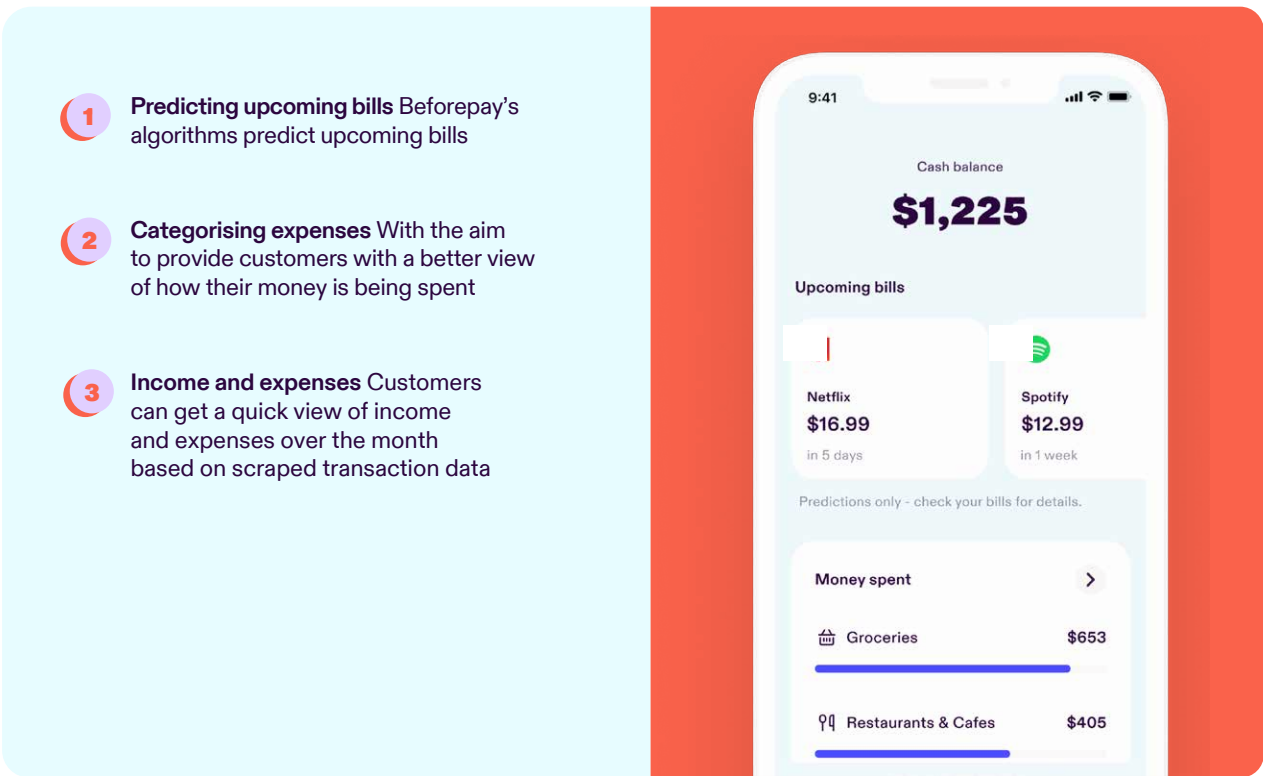 1
Predicting upcoming bills Beforepay’s
algorithms predict upcoming bills
2
Categorising expenses With the aim
to provide customers with a better view
of how their money is being spent
3
Income and expenses Customers
can get a quick view of income
and expenses over the month
based on scraped transaction data
9:41
Cash balance
$1,225
Upcoming bills
Netflix
$16.99
in 5 days
Spotify
$12.99
in 1 week
Predictions only - check your bills for details.
Money spent
Groceries $653
Restaurants & Cafes $405